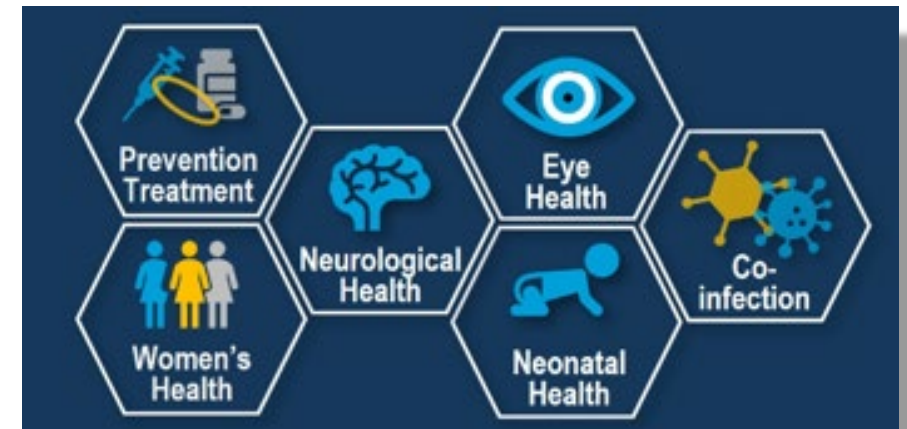 Prevention
Treatment
Women's
Health
Neurological
Health
Eye
Health
Neonatal
Health
Co-
infection